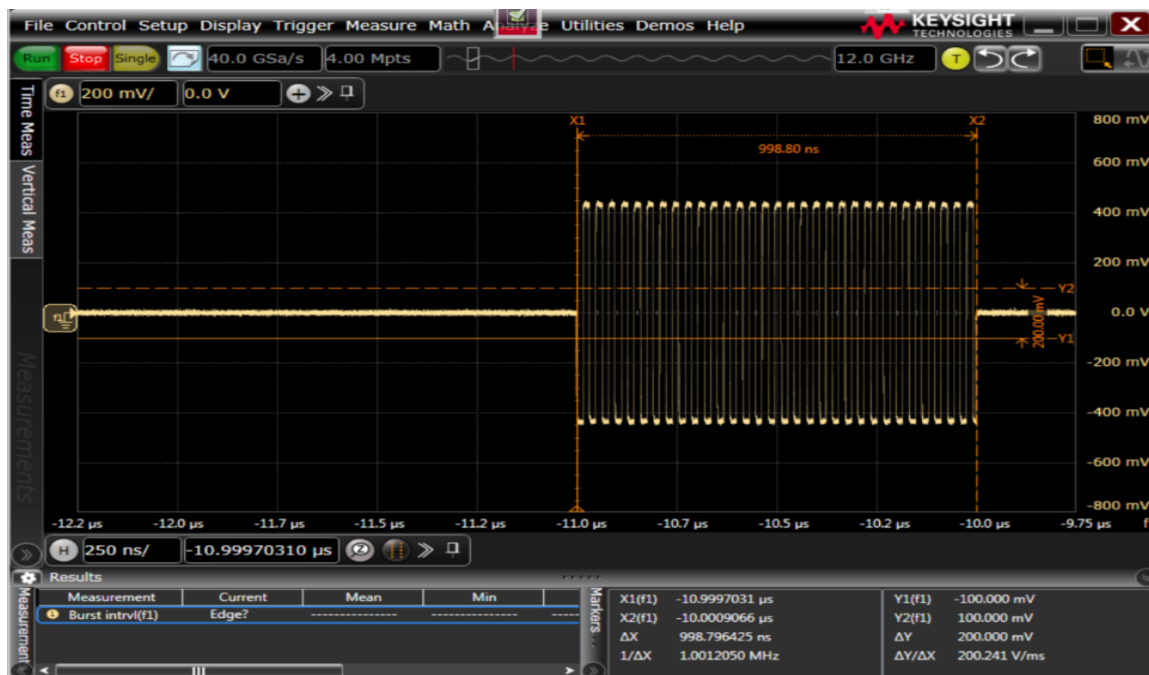 File Control Setup Display Trigger Measure Math Analyze Utilities Demos Help
KEYSIGHT
TECHNOLOGIES
X
Run Stop Single 40.0 GSa/s 4.00 Mpts 12.0 GHz T
f1 200 mV/ 0.0 V
Time Meas
Vertical Meas
Measurements
X1 X2
998.80 ns
800 mV
600 mV
400 mV
200 mV
Y2
200.00 mV
0.0 V
Y1
-200 mV
-400 mV
-600 mV
-800 mV
f1
-12.2 µs -12.0 µs -11.7 µs -11.5 µs -11.2 µs -11.0 µs -10.7 µs -10.5 µs -10.2 µs -10.0 µs -9.75 µs f
H 250 ns/ -10.99970310 µs Z
Results
Measurement
Measurement Current Mean Min
Burst intrvl(f1) Edge? -------------- --------------- -----
Markers
X1(f1) -10.9997031 µs
X2(f1) -10.0009066 µs
ΔX 998.796425 ns
1/ΔX 1.0012050 MHz
Y1(f1) -100.000 mV
Y2(f1) 100.000 mV
ΔY 200.000 mV
ΔY/ΔX 200.241 V/ms